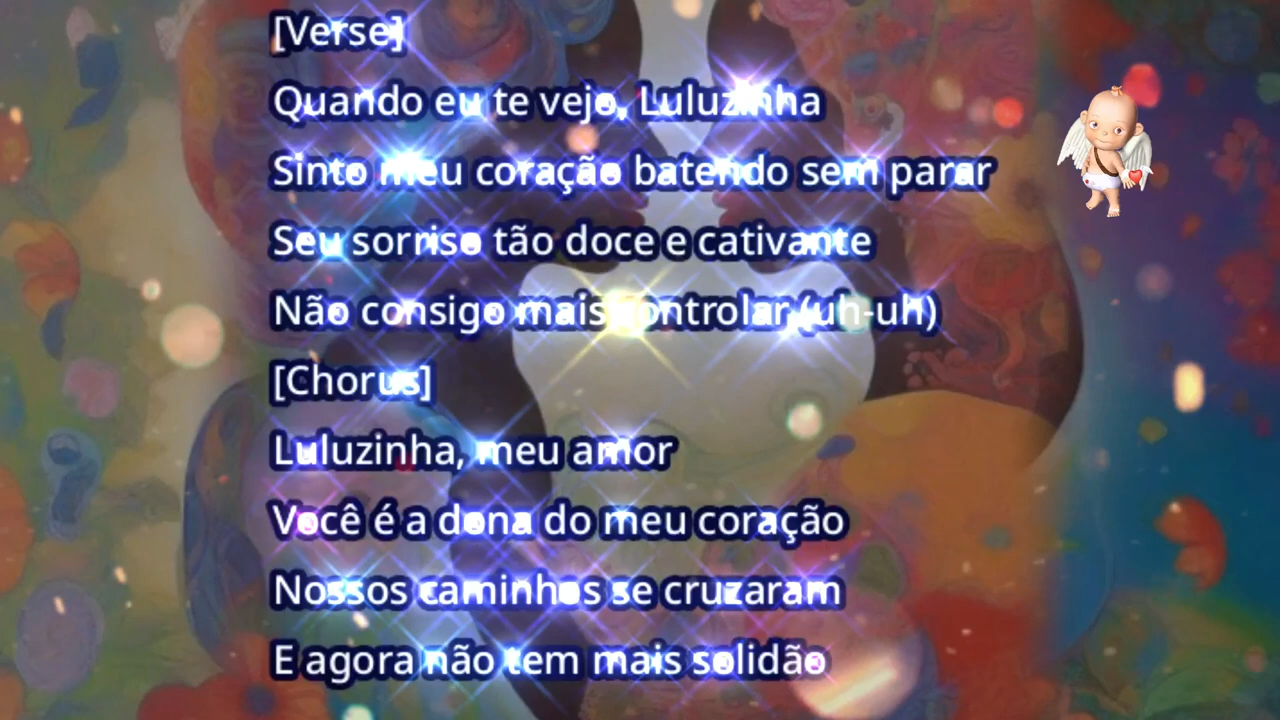 [Verse]
Quando eu te vejo, Luluzinha
Sinto meu coração batendo sem parar
Seu sorriso tão doce e cativante
Não consigo mais controlar (uh-uh)
[Chorus]
Luluzinha, meu amor
Você é a dona do meu coração
Nossos caminhos se cruzaram
E agora não tem mais solidão